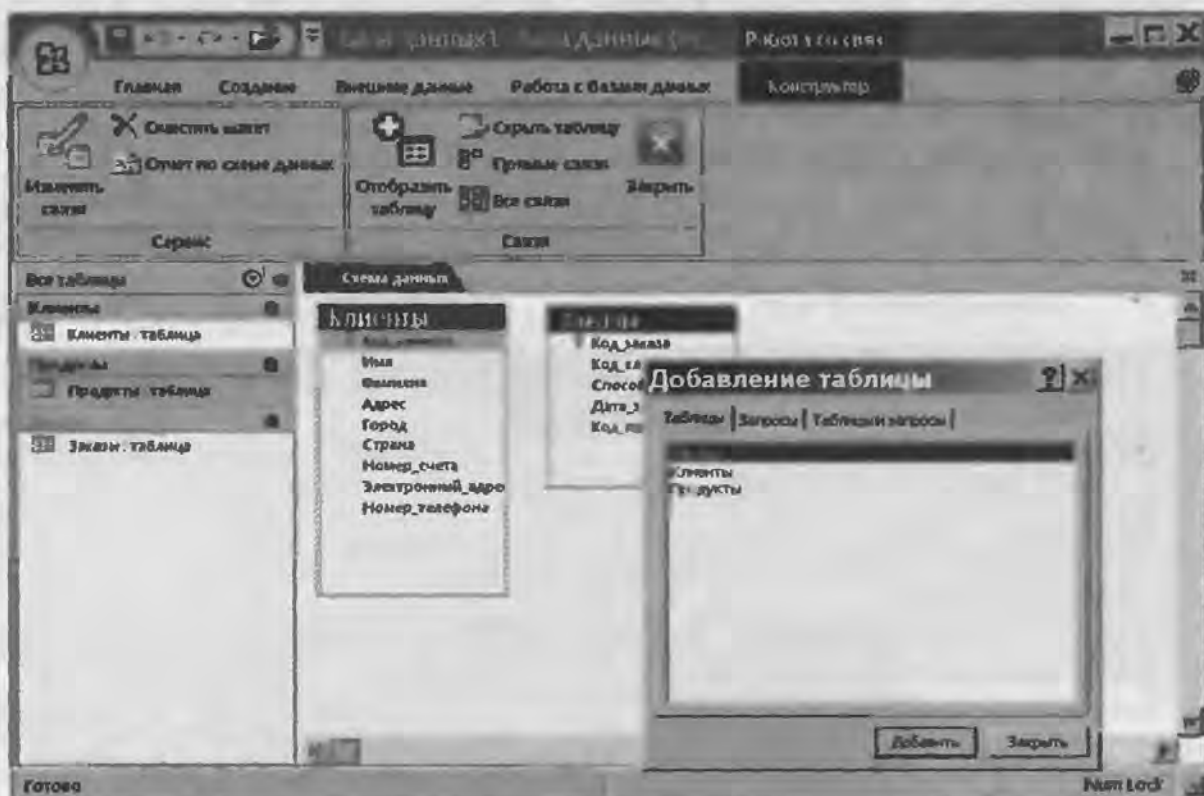 Главная Создание Внешние данные Работа с базами данных Конструктор
Очистить макет
Отчет по схеме данных
Изменить связи
Сервис
Отобразить таблицу
Скрыть таблицу
Прямые связи
Все связи
Закрыть
Связи
Все таблицы
Клиенты
Клиенты: таблица
Продукты
Продукты: таблица
Заказы: таблица
Схема данных
Клиенты
Имя
Фамилия
Адрес
Город
Страна
Номер_счета
Электронный_адре
Номер_телефона
Код_заказа
Способ
Добавление таблицы
Таблицы Запросы Таблицы и запросы
Клиенты
Продукты
Добавить Закрыть
Готово
Num Lock